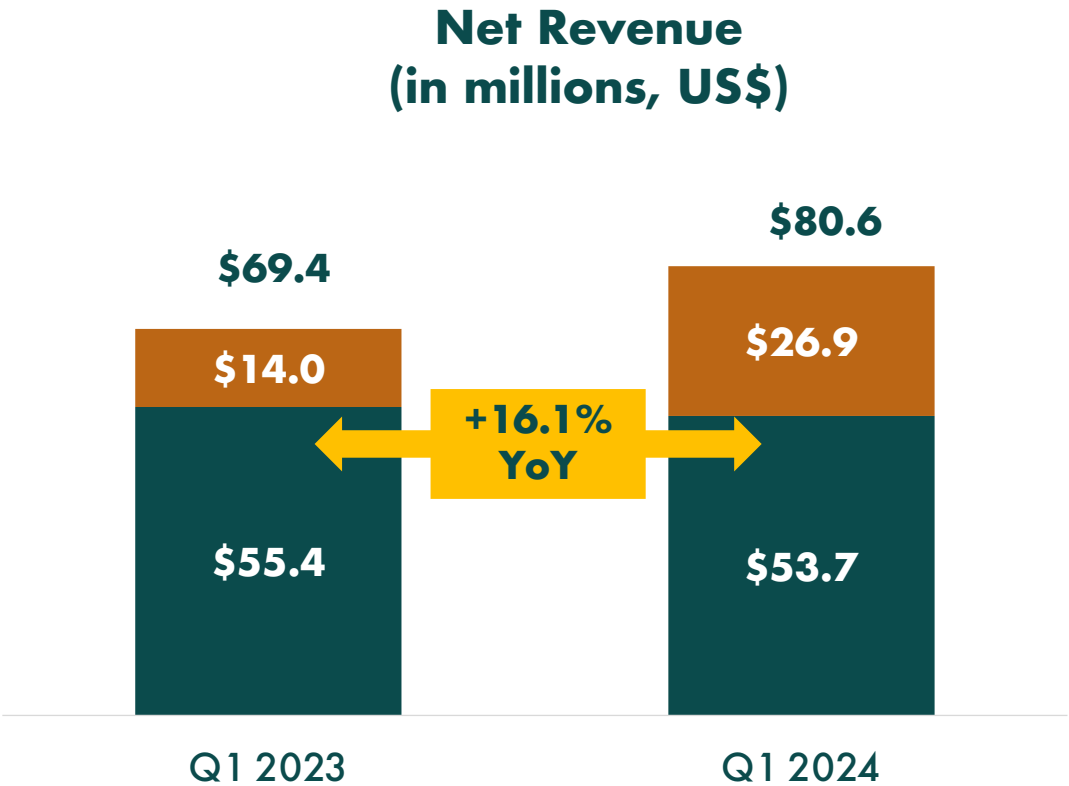 Net Revenue
(in millions, US$)
$69.4
$80.6
$14.0
$26.9
+16.1%
YoY
$55.4
$53.7
Q1 2023
Q1 2024